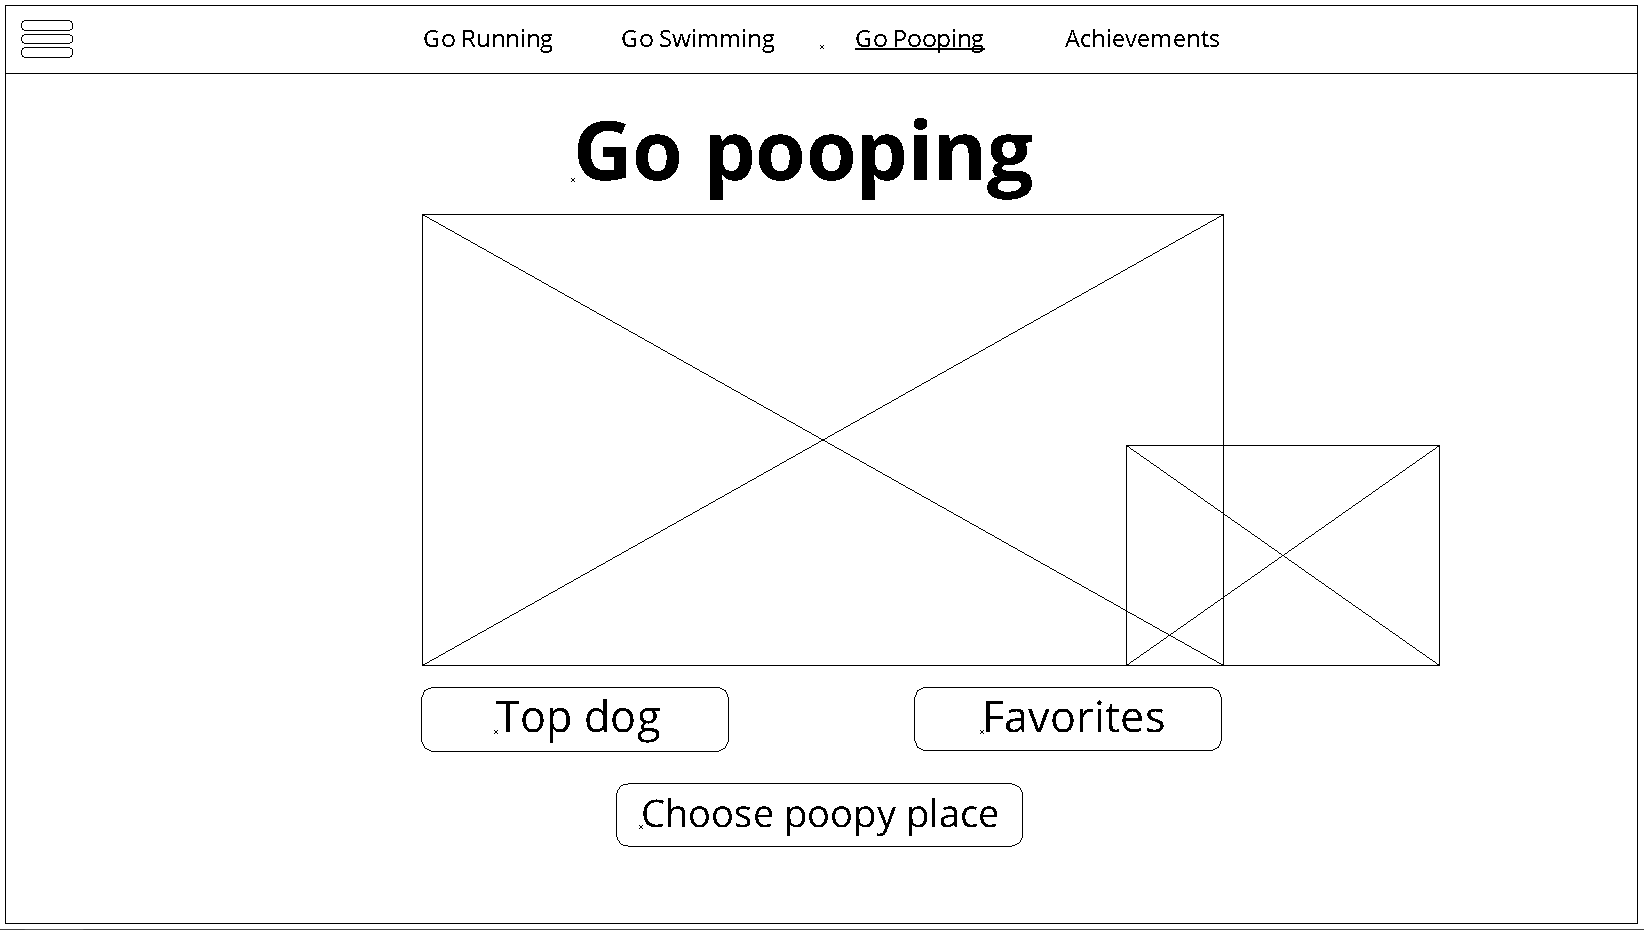 Go Running Go Swimming Go Pooping Achievements
Go pooping
Top dog Favorites
Choose poopy place